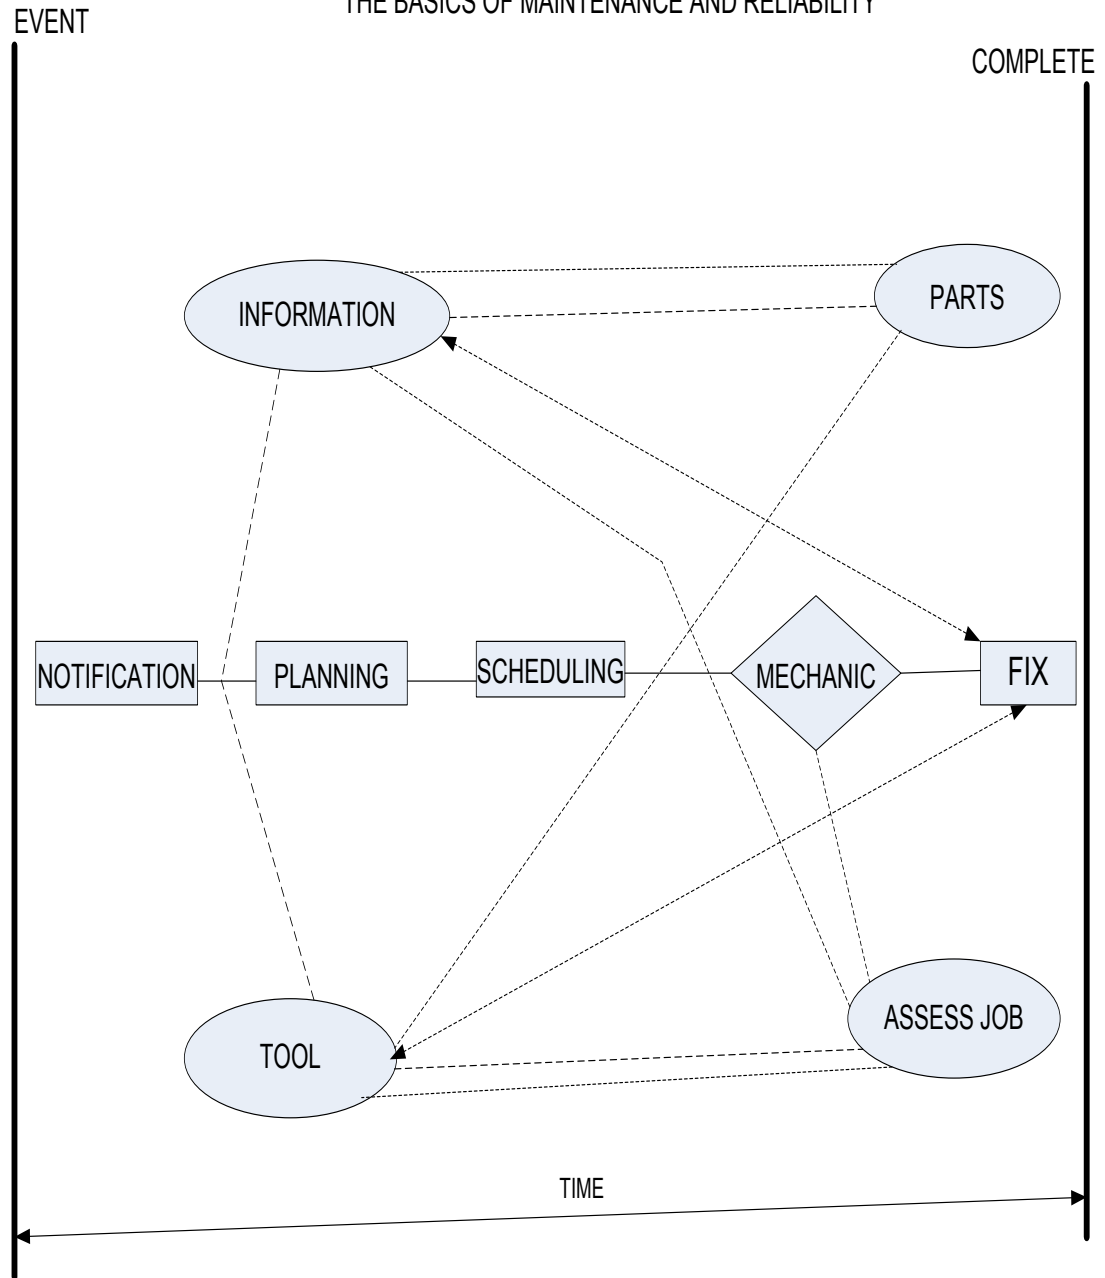 THE BASICS OF MAINTENANCE AND RELIABILITY
EVENT
COMPLETE
INFORMATION
PARTS
NOTIFICATION
PLANNING
SCHEDULING
MECHANIC
FIX
TOOL
ASSESS JOB
TIME